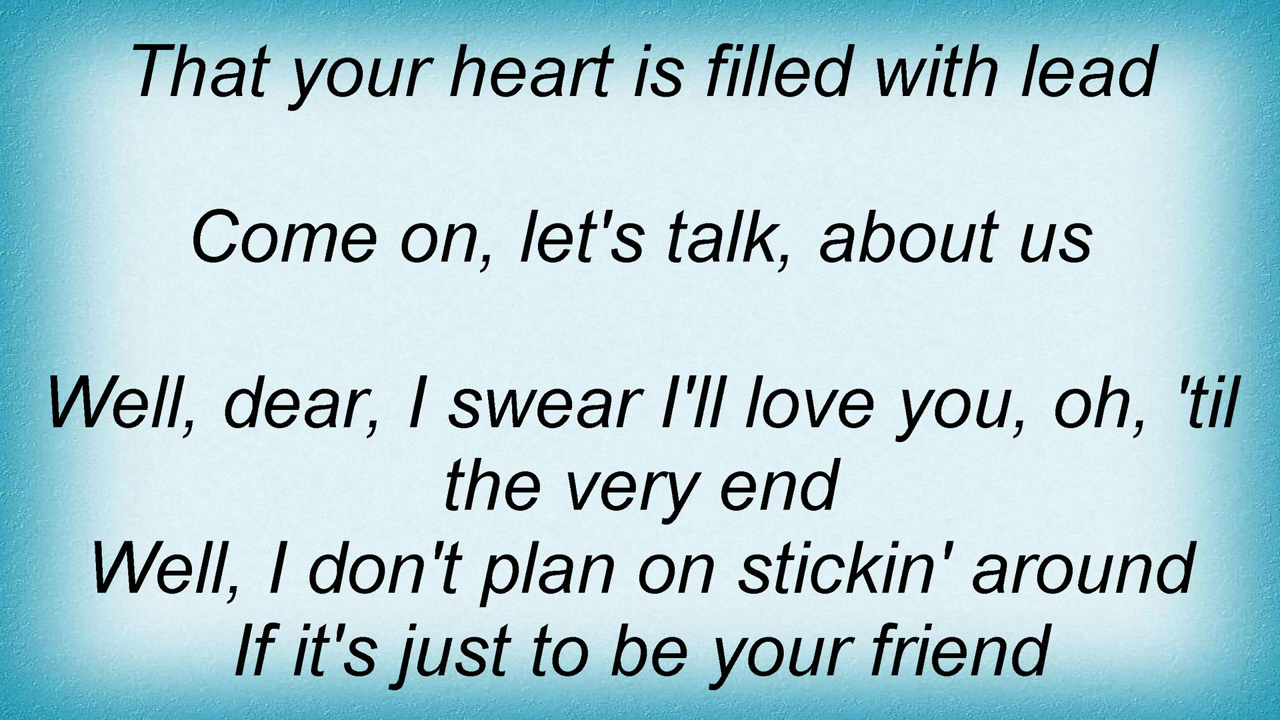 That your heart is filled with lead
Come on, let's talk, about us
Well, dear, I swear I'll love you, oh, 'til
the very end
Well, I don't plan on stickin' around
If it's just to be your friend